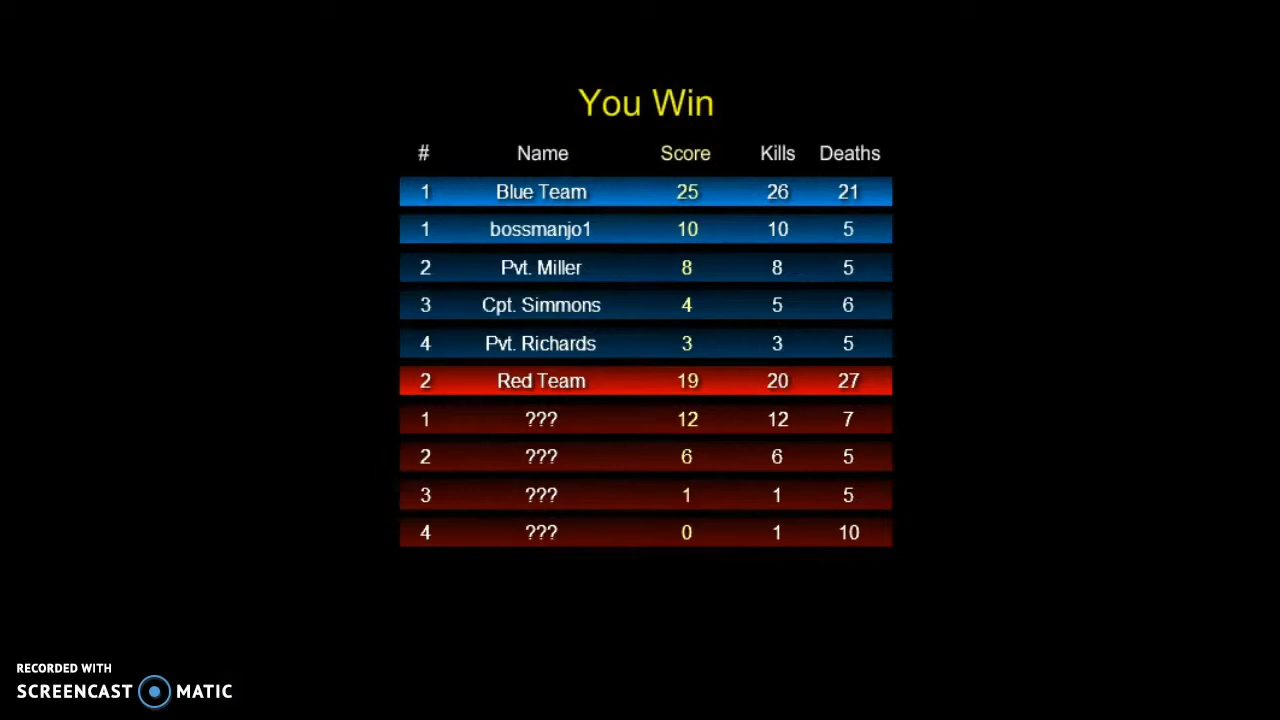 You Win
# Name Score Kills Deaths
1 Blue Team 25 26 21
1 bossmanjo1 10 10 5
2 Pvt. Miller 8 8 5
3 Cpt. Simmons 4 5 6
4 Pvt. Richards 3 3 5
2 Red Team 19 20 27
1 ??? 12 12 7
2 ??? 6 6 5
3 ??? 1 1 5
4 ??? 0 1 10
RECORDED WITH
SCREENCAST MATIC